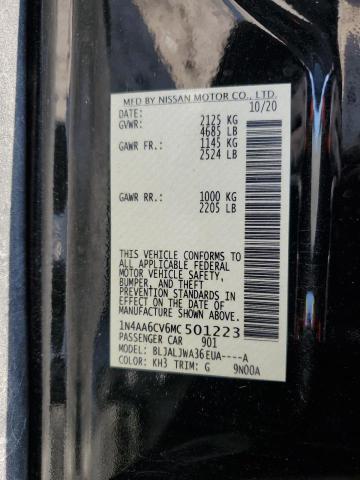 MFD BY NISSAN MOTOR CO., LTD.
DATE: 10/20
GVWR: 2125 KG
4685 LB
GAWR FR.: 1145 KG
2524 LB
GAWR RR.: 1000 KG
2205 LB
THIS VEHICLE CONFORMS TO
ALL APPLICABLE FEDERAL
MOTOR VEHICLE SAFETY,
BUMPER, AND THEFT
PREVENTION STANDARDS IN
EFFECT ON THE DATE OF
MANUFACTURE SHOWN ABOVE.
1N4AA6CV6MC501223
PASSENGER CAR 901
MODEL: BLJALJWA36EUA----A
COLOR: KH3 TRIM: G 9N00A